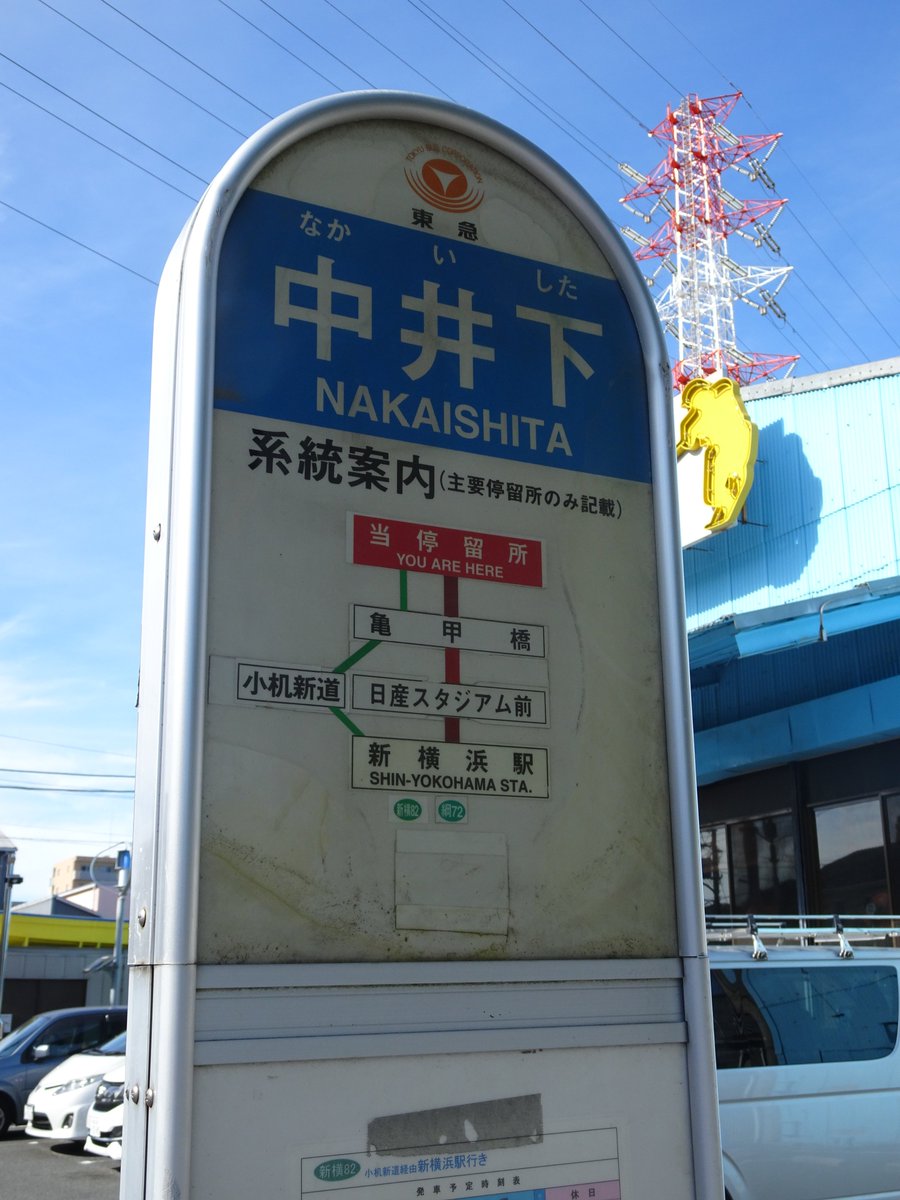 TOKYU 東急 CORPORATION
東急
なか い した
中井下
NAKAISHITA
系統案内(主要停留所のみ記載)
当停留所
YOU ARE HERE
亀甲橋
小机新道
日産スタジアム前
新横浜駅
SHIN-YOKOHAMA STA.
新横82 綱72
新横82 小机新道経由新横浜駅行き
発車予定時刻表
休日